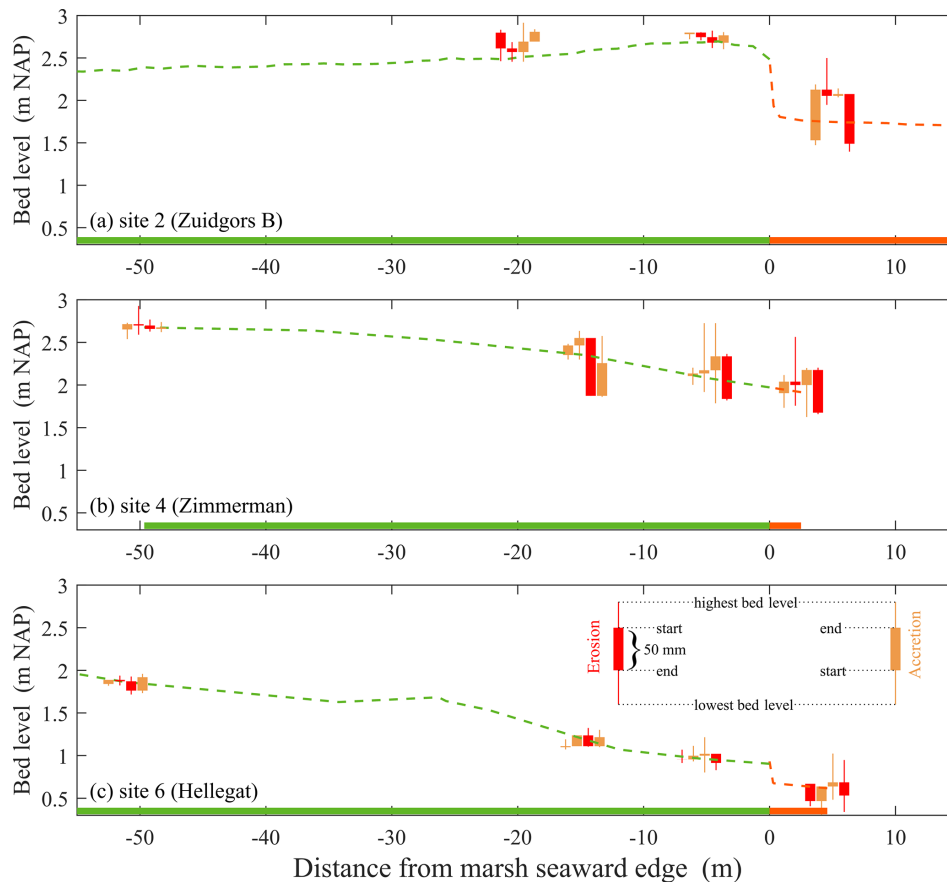 3
2.5
2
1.5
1
0.5
Bed level (m NAP)
(a) site 2 (Zuidgors B)
-50 -40 -30 -20 -10 0 10
3
2.5
2
1.5
1
0.5
Bed level (m NAP)
(b) site 4 (Zimmerman)
-50 -40 -30 -20 -10 0 10
3
2.5
2
1.5
1
0.5
Bed level (m NAP)
highest bed level
Erosion
start
50 mm
end
end
start
Accretion
lowest bed level
(c) site 6 (Hellegat)
-50 -40 -30 -20 -10 0 10
Distance from marsh seaward edge (m)